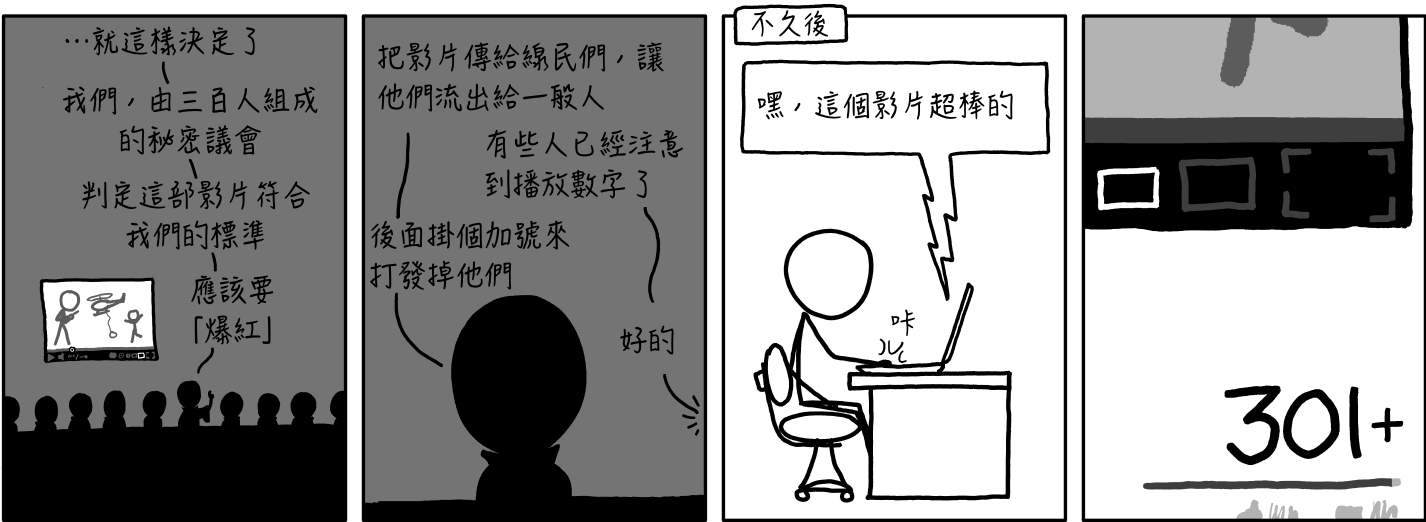 …就這樣決定了
我們，由三百人組成
的秘密議會
判定這部影片符合
我們的標準
應該要
「爆紅」
把影片傳給線民們，讓
他們流出給一般人
有些人已經注意
到播放數字了
後面掛個加號來
打發掉他們
好的
不久後
嘿，這個影片超棒的
咔
301+